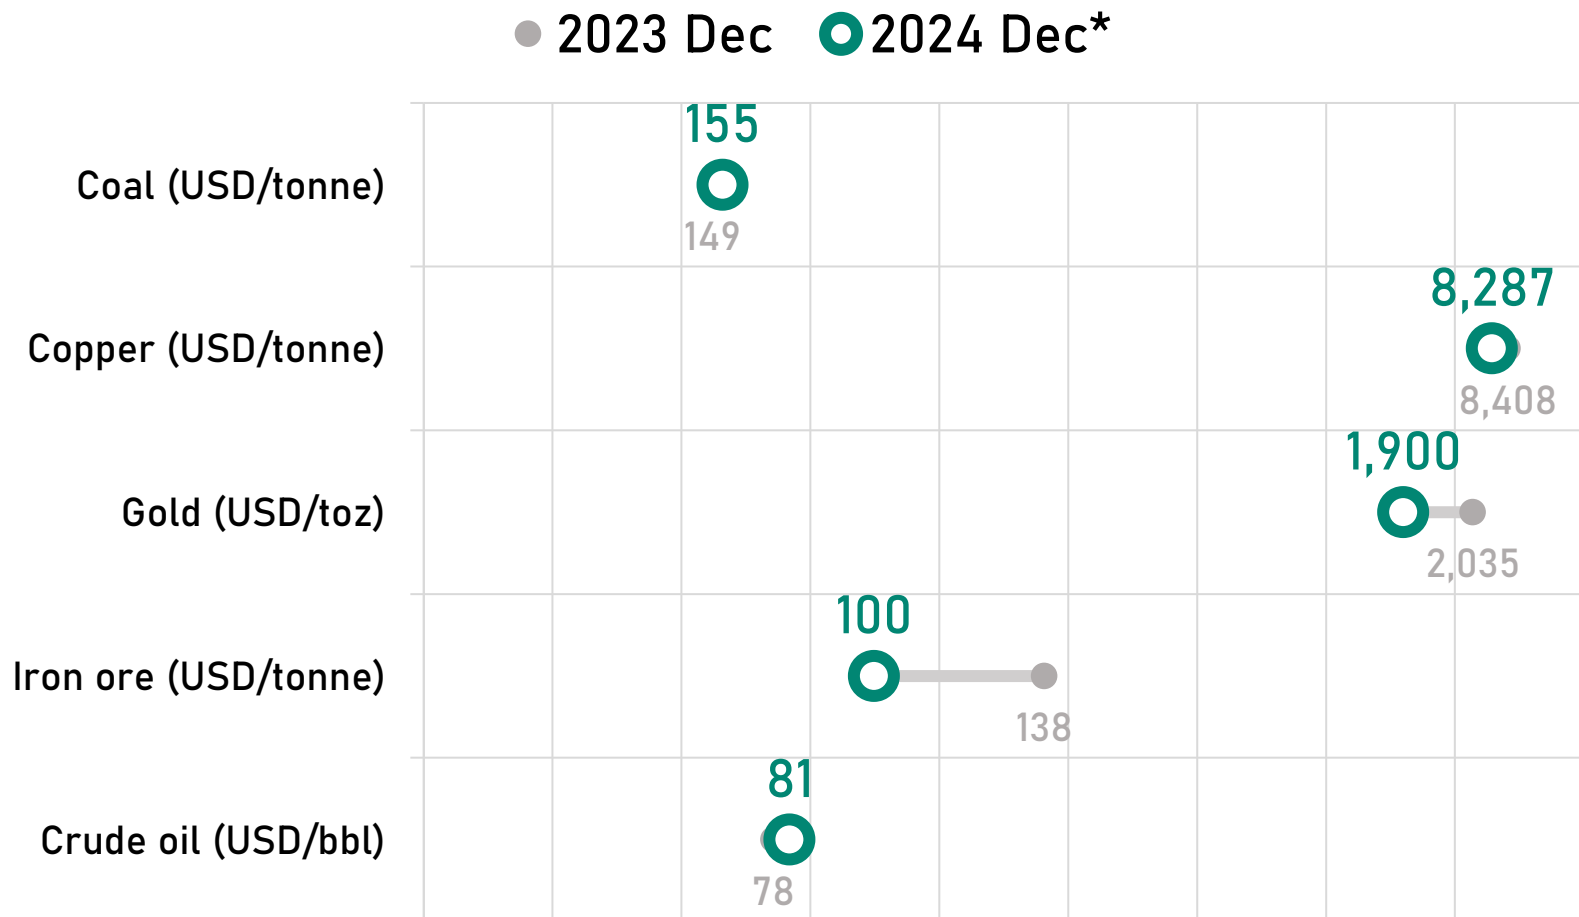 2023 Dec 2024 Dec*
155
Coal (USD/tonne)
149
8,287
Copper (USD/tonne)
8,408
1,900
Gold (USD/toz)
2,035
100
Iron ore (USD/tonne)
138
81
Crude oil (USD/bbl)
78